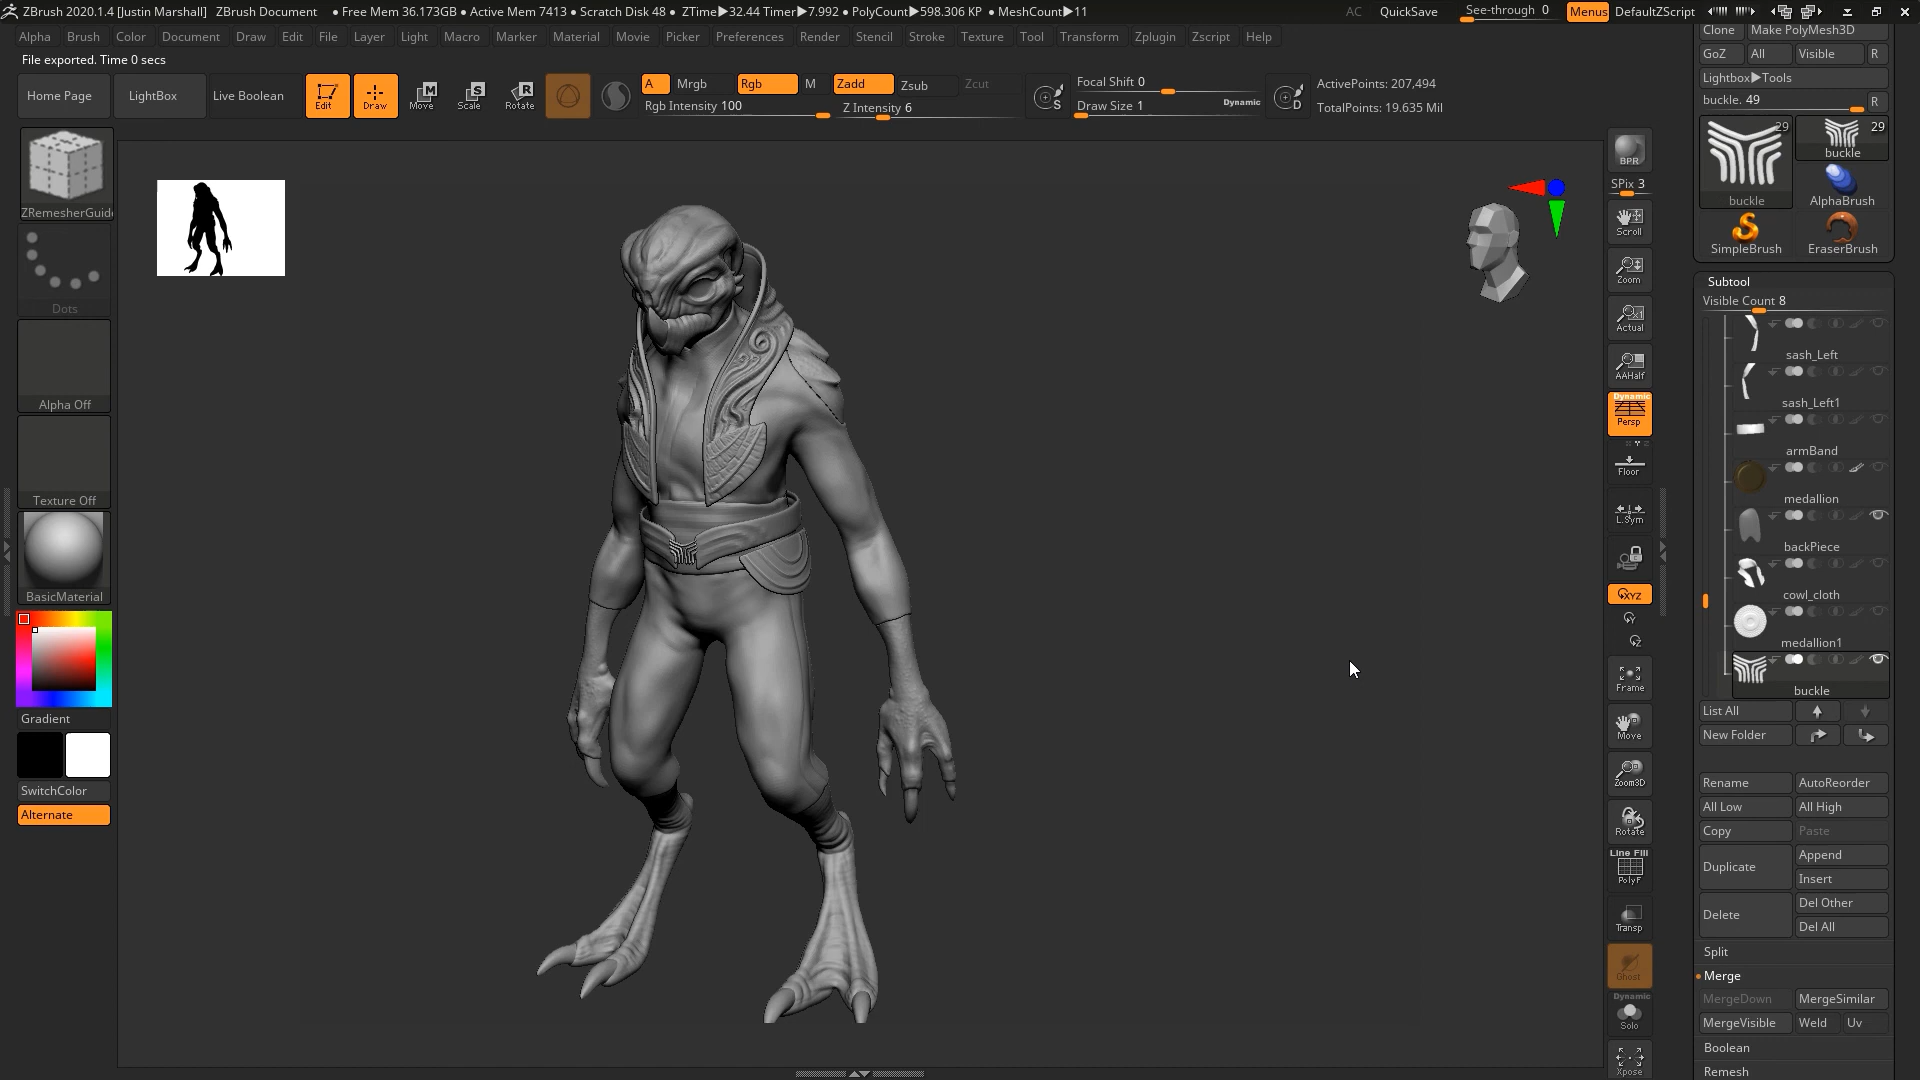 ZBrush 2020.1.4 [Justin Marshall] ZBrush Document ● Free Mem 36.173GB ● Active Mem 7413 ● Scratch Disk 48 ● ZTime▶32.44 Timer▶7.992 ● PolyCount▶598.306 KP ● MeshCount▶11 AC QuickSave See-through 0 Menus DefaultZScript
Alpha Brush Color Document Draw Edit File Layer Light Macro Marker Material Movie Picker Preferences Render Stencil Stroke Texture Tool Transform Zplugin Zscript Help
File exported. Time 0 secs
Home Page LightBox Live Boolean Edit Draw Move Scale Rotate
A Mrgb Rgb M Zadd Zsub Zcut
Rgb Intensity 100 Z Intensity 6
S Focal Shift 0
Draw Size 1 Dynamic
D ActivePoints: 207,494
TotalPoints: 19.635 Mil
ZRemesherGuide
Dots
Alpha Off
Texture Off
BasicMaterial
Gradient
SwitchColor
Alternate
BPR
SPix 3
Scroll
Zoom
Actual
AAHalf
Dynamic
Persp
Floor
L.Sym
XYZ
Y
Z
Frame
Move
Zoom3D
Rotate
Line Fill
PolyF
Transp
Ghost
Dynamic
Solo
Xpose
Clone Make PolyMesh3D
GoZ All Visible R
Lightbox▶Tools
buckle. 49 R
29 29
buckle
buckle AlphaBrush
SimpleBrush EraserBrush
Subtool
Visible Count 8
sash_Left
sash_Left1
armBand
medallion
backPiece
cowl_cloth
medallion1
buckle
List All
New Folder
Rename AutoReorder
All Low All High
Copy Paste
Duplicate Append
Insert
Delete Del Other
Del All
Split
Merge
MergeDown MergeSimilar
MergeVisible Weld Uv
Boolean
Remesh